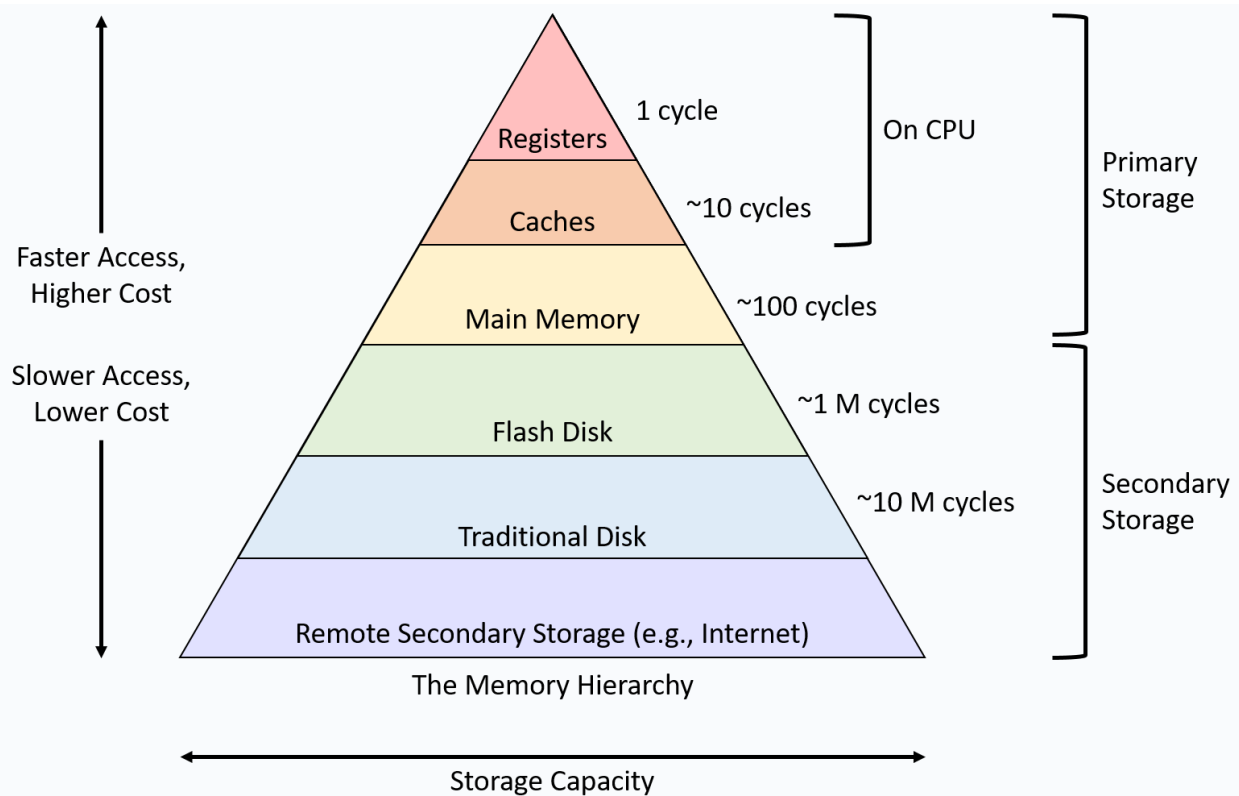 Registers
1 cycle
On CPU
Primary
Storage
Caches
~10 cycles
Faster Access,
Higher Cost
Main Memory
~100 cycles
Slower Access,
Lower Cost
Flash Disk
~1 M cycles
Secondary
Storage
Traditional Disk
~10 M cycles
Remote Secondary Storage (e.g., Internet)
The Memory Hierarchy
Storage Capacity